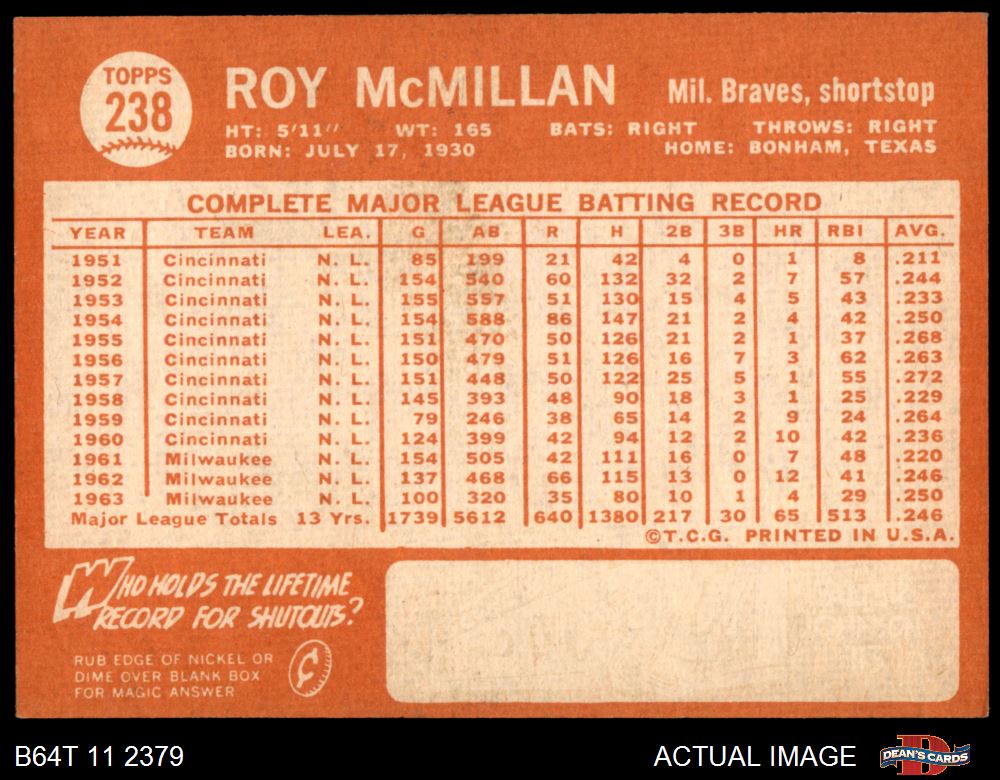 TOPPS
238
ROY McMILLAN
Mil. Braves, shortstop
HT: 5'11" WT: 165 BATS: RIGHT THROWS: RIGHT
BORN: JULY 17, 1930 HOME: BONHAM, TEXAS
COMPLETE MAJOR LEAGUE BATTING RECORD
YEAR TEAM LEA. G AB R H 2B 3B HR RBI AVG.
1951 Cincinnati N. L. 85 199 21 42 4 0 1 8 .211
1952 Cincinnati N. L. 154 540 60 132 32 2 7 57 .244
1953 Cincinnati N. L. 155 557 51 130 15 4 5 43 .233
1954 Cincinnati N. L. 154 588 86 147 21 2 4 42 .250
1955 Cincinnati N. L. 151 470 50 126 21 2 1 37 .268
1956 Cincinnati N. L. 150 479 51 126 16 7 3 62 .263
1957 Cincinnati N. L. 151 448 50 122 25 5 1 55 .272
1958 Cincinnati N. L. 145 393 48 90 18 3 1 25 .229
1959 Cincinnati N. L. 79 246 38 65 14 2 9 24 .264
1960 Cincinnati N. L. 124 399 42 94 12 2 10 42 .236
1961 Milwaukee N. L. 154 505 42 111 16 0 7 48 .220
1962 Milwaukee N. L. 137 468 66 115 13 0 12 41 .246
1963 Milwaukee N. L. 100 320 35 80 10 1 4 29 .250
Major League Totals 13 Yrs. 1739 5612 640 1380 217 30 65 513 .246
©T.C.G. PRINTED IN U.S.A.
WHO HOLDS THE LIFETIME
RECORD FOR SHUTOUTS?
RUB EDGE OF NICKEL OR
DIME OVER BLANK BOX
FOR MAGIC ANSWER
B64T 11 2379
ACTUAL IMAGE
DEAN'S CARDS